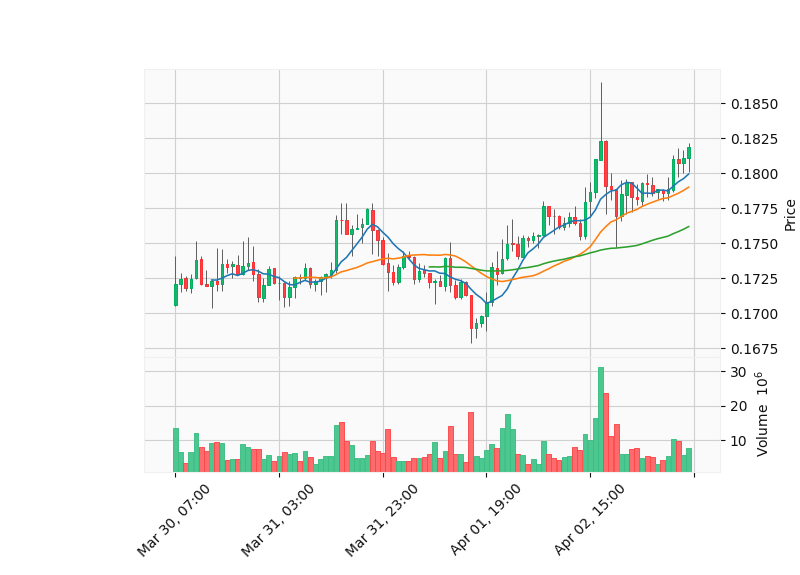 0.1850
0.1825
0.1800
0.1775
0.1750
0.1725
0.1700
0.1675
Price
30
20
10
Volume 10⁶
Mar 30, 07:00
Mar 31, 03:00
Mar 31, 23:00
Apr 01, 19:00
Apr 02, 15:00